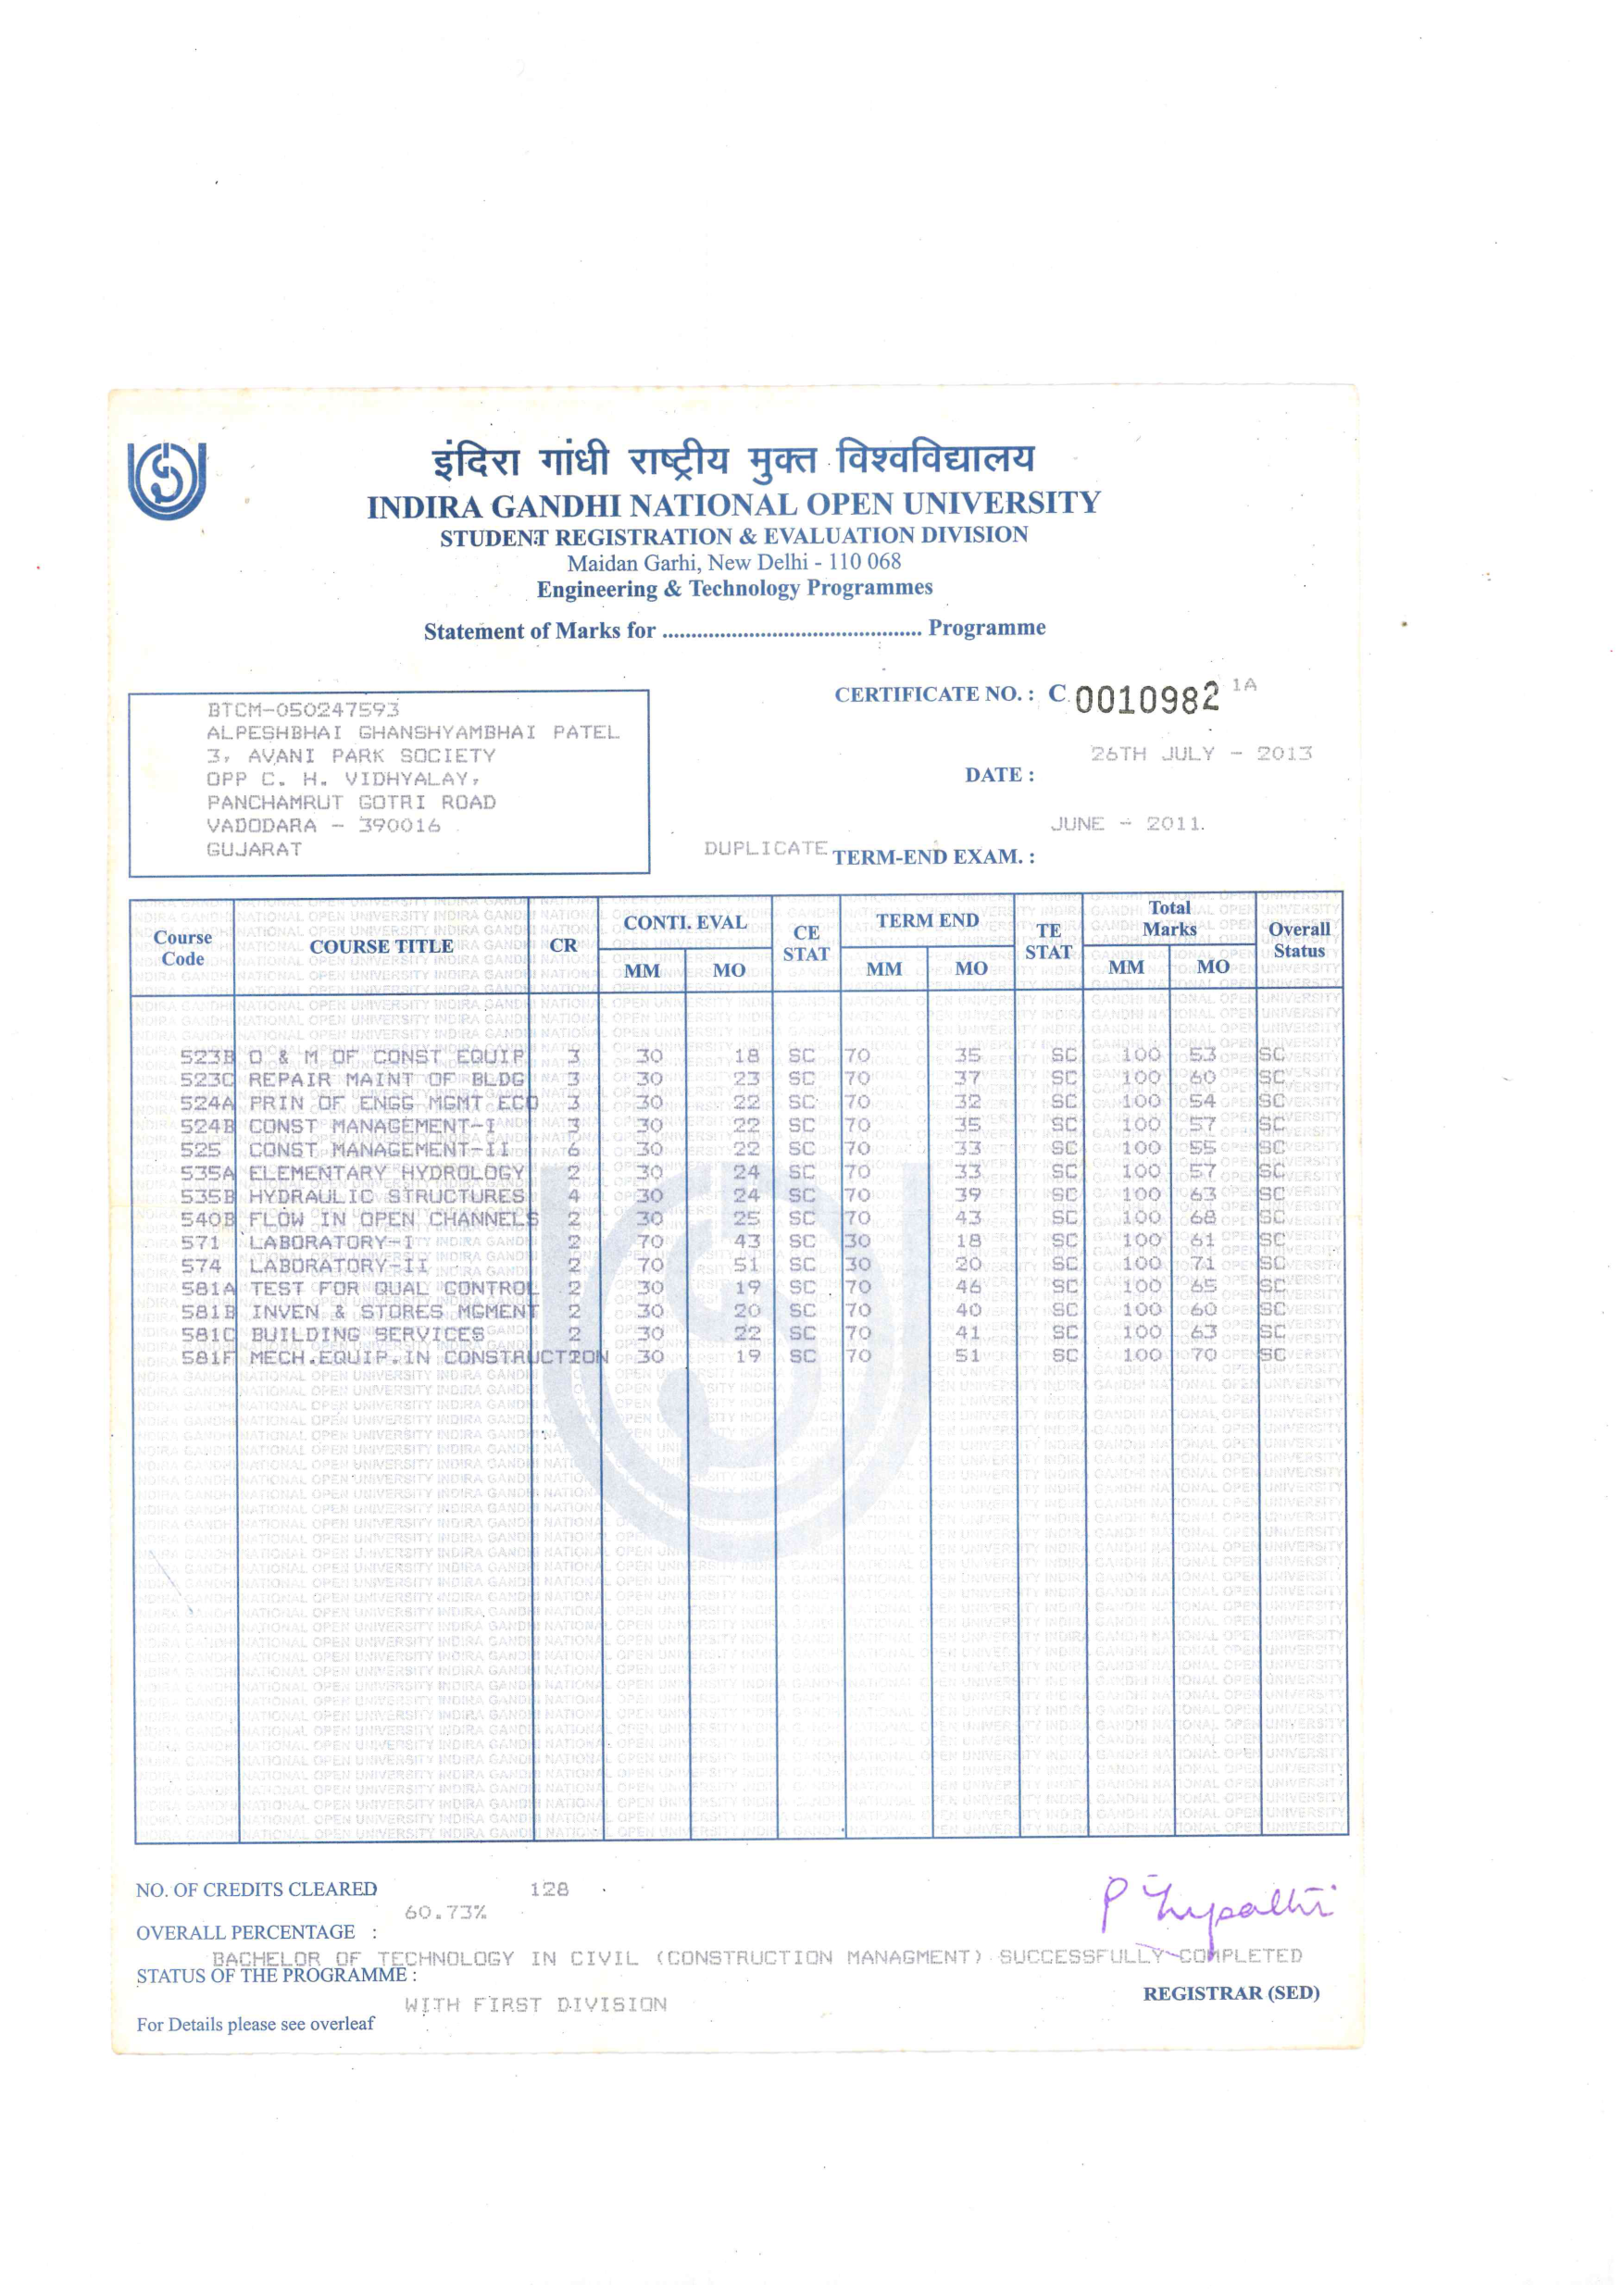 इंदिरा गांधी राष्ट्रीय मुक्त विश्वविद्यालय
INDIRA GANDHI NATIONAL OPEN UNIVERSITY
STUDENT REGISTRATION & EVALUATION DIVISION
Maidan Garhi, New Delhi - 110 068
Engineering & Technology Programmes
Statement of Marks for ............................................. Programme
CERTIFICATE NO. : C 0010982 1A
BTCM-050247593
ALPESHBHAI GHANSHYAMBHAI PATEL
3, AVANI PARK SOCIETY
OPP C. H. VIDHYALAY,
PANCHAMRUT GOTRI ROAD
VADODARA - 390016
GUJARAT
26TH JULY - 2013
DATE :
JUNE - 2011.
DUPLICATE TERM-END EXAM. :
Course Code COURSE TITLE CR CONTI. EVAL CE STAT TERM END TE STAT Total Marks Overall Status
MM MO MM MO MM MO
523B O & M OF CONST EQUIP 3 30 18 SC 70 35 SC 100 53 SC
523C REPAIR MAINT OF BLDG 3 30 23 SC 70 37 SC 100 60 SC
524A PRIN OF ENGG MGMT ECO 3 30 22 SC 70 32 SC 100 54 SC
524B CONST MANAGEMENT-I 3 30 22 SC 70 35 SC 100 57 SC
525 CONST MANAGEMENT-II 6 30 22 SC 70 33 SC 100 55 SC
535A ELEMENTARY HYDROLOGY 2 30 24 SC 70 33 SC 100 57 SC
535B HYDRAULIC STRUCTURES 4 30 24 SC 70 39 SC 100 63 SC
540B FLOW IN OPEN CHANNELS 2 30 25 SC 70 43 SC 100 68 SC
571 LABORATORY-I 2 70 43 SC 30 18 SC 100 61 SC
574 LABORATORY-II 2 70 51 SC 30 20 SC 100 71 SC
581A TEST FOR QUAL CONTROL 2 30 19 SC 70 46 SC 100 65 SC
581B INVEN & STORES MGMENT 2 30 20 SC 70 40 SC 100 60 SC
581C BUILDING SERVICES 2 30 22 SC 70 41 SC 100 63 SC
581F MECH.EQUIP.IN CONSTRUCTION 30 19 SC 70 51 SC 100 70 SC
NO. OF CREDITS CLEARED 128
60.73%
OVERALL PERCENTAGE :
BACHELOR OF TECHNOLOGY IN CIVIL (CONSTRUCTION MANAGMENT) SUCCESSFULLY COMPLETED
STATUS OF THE PROGRAMME :
WITH FIRST DIVISION
REGISTRAR (SED)
For Details please see overleaf